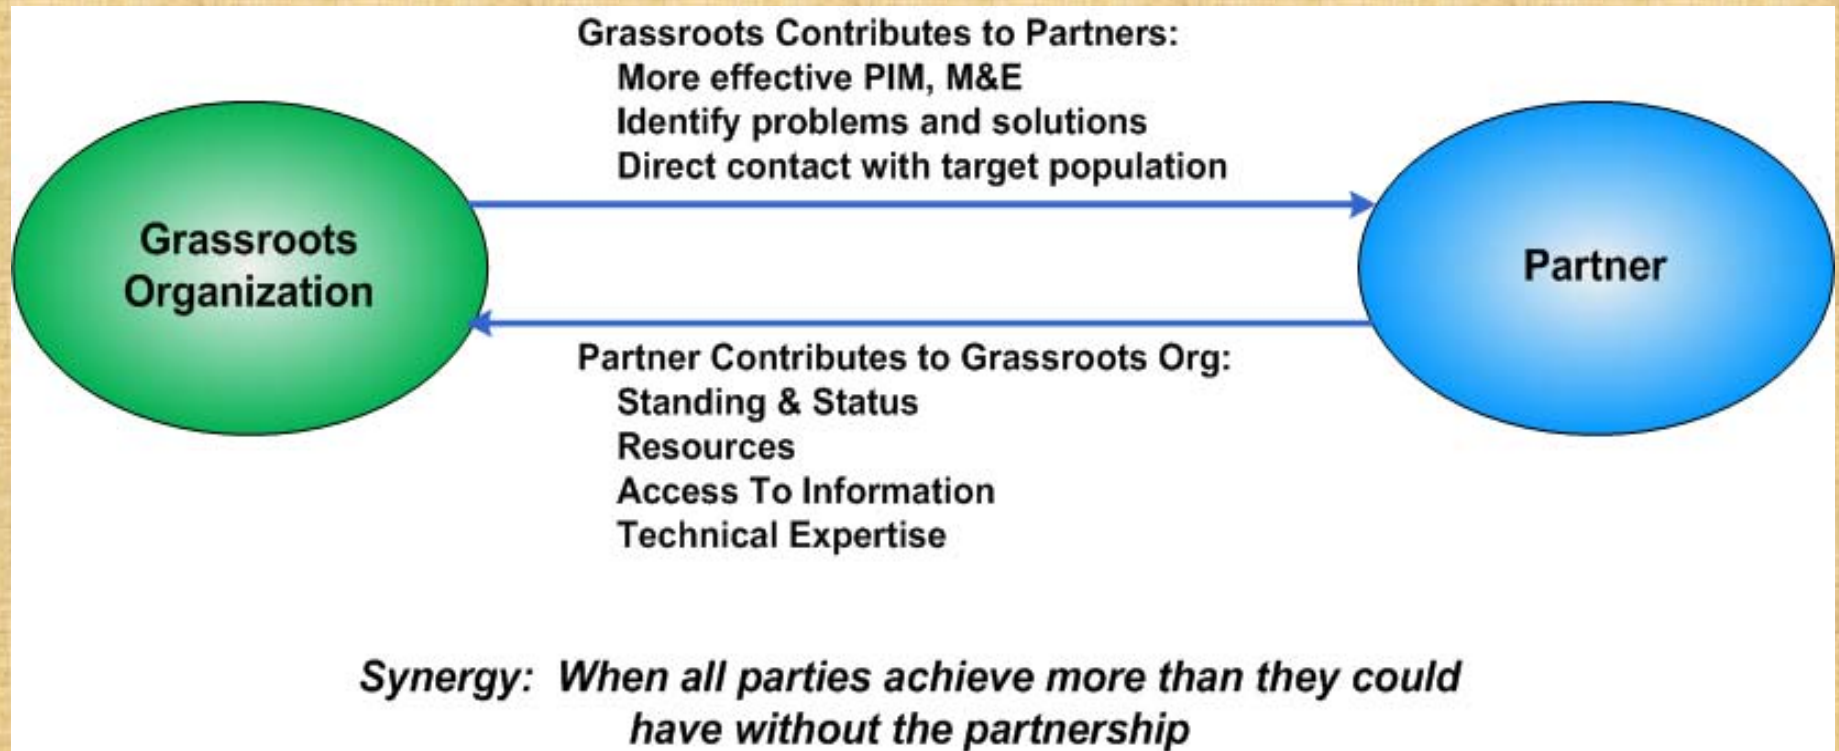 Grassroots Contributes to Partners:
More effective PIM, M&E
Identify problems and solutions
Direct contact with target population
Grassroots
Organization
Partner
Partner Contributes to Grassroots Org:
Standing & Status
Resources
Access To Information
Technical Expertise
Synergy: When all parties achieve more than they could
have without the partnership